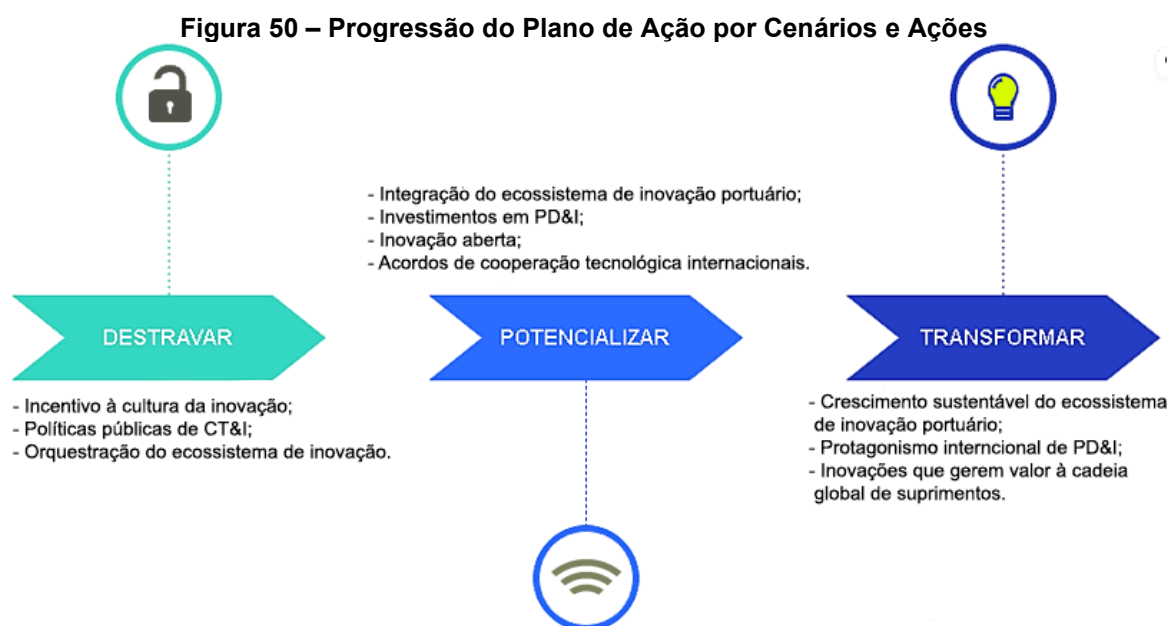 Figura 50 – Progressão do Plano de Ação por Cenários e Ações
DESTRAVAR
- Incentivo à cultura da inovação;
- Políticas públicas de CT&I;
- Orquestração do ecossistema de inovação.
- Integração do ecossistema de inovação portuário;
- Investimentos em PD&I;
- Inovação aberta;
- Acordos de cooperação tecnológica internacionais.
POTENCIALIZAR
TRANSFORMAR
- Crescimento sustentável do ecossistema
de inovação portuário;
- Protagonismo interncional de PD&I;
- Inovações que gerem valor à cadeia
global de suprimentos.